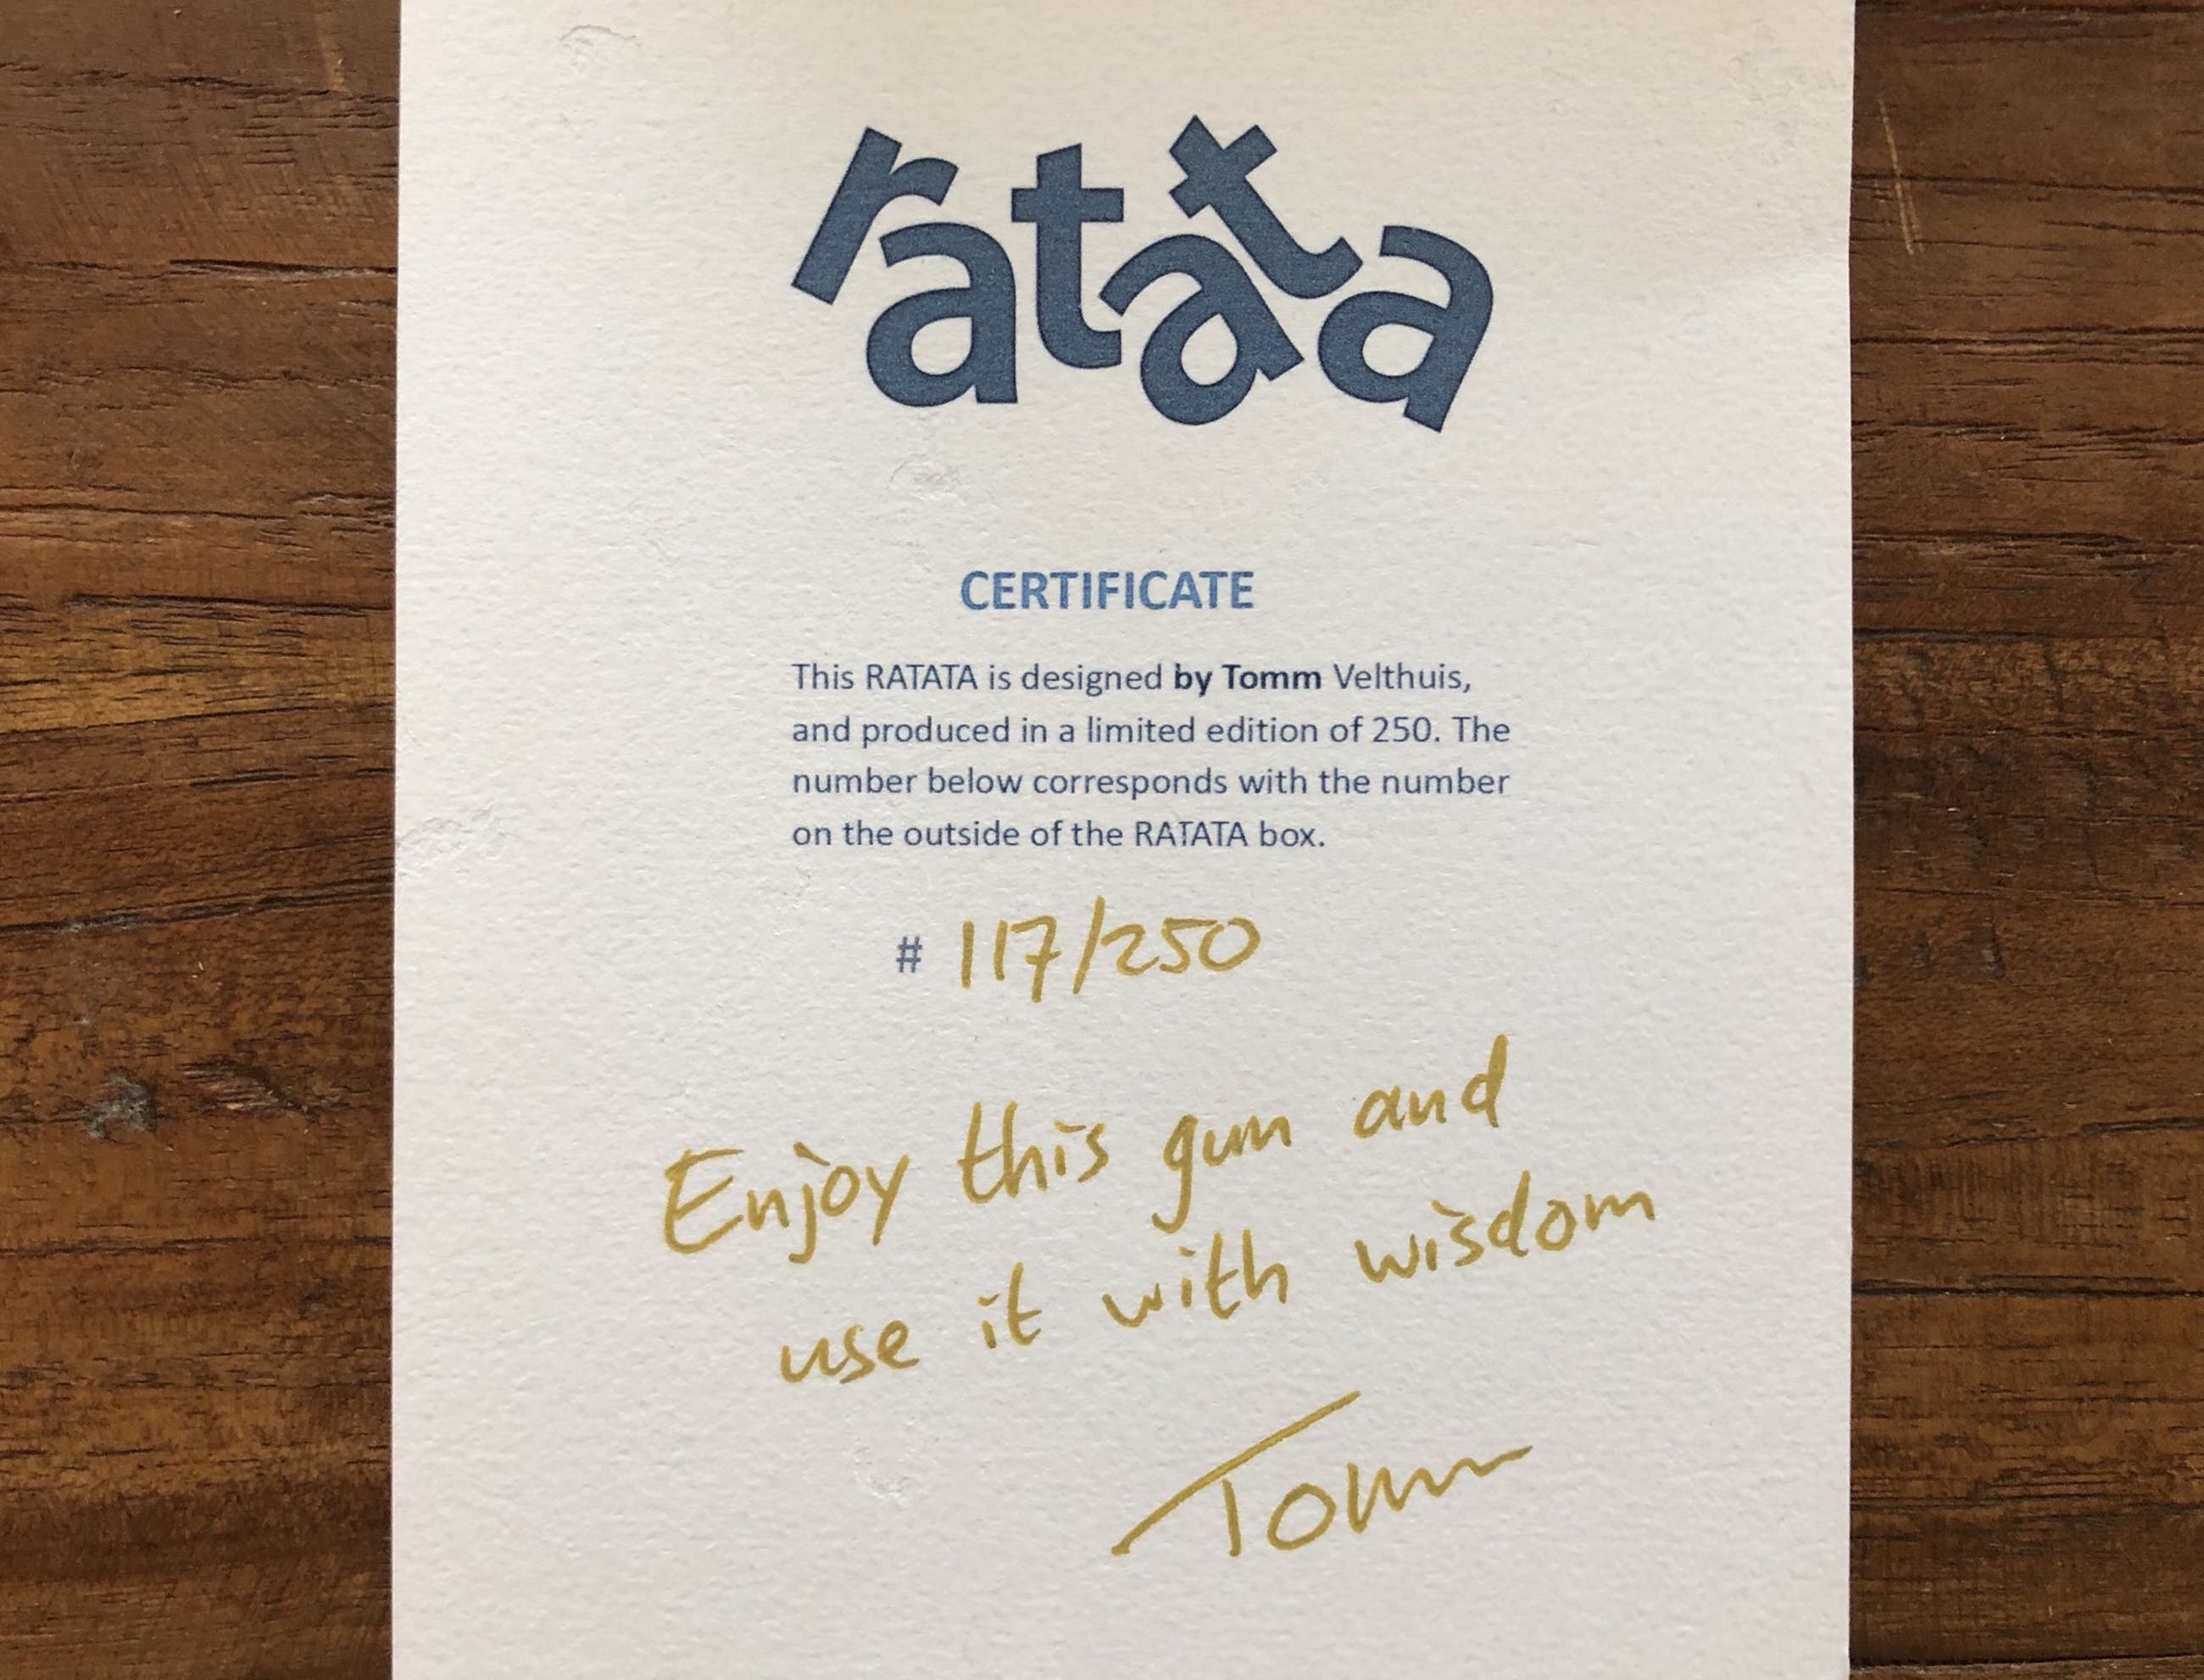 ratata
CERTIFICATE
This RATATA is designed by Tomm Velthuis,
and produced in a limited edition of 250. The
number below corresponds with the number
on the outside of the RATATA box.
# 117/250
Enjoy this gun and
use it with wisdom
Tomm